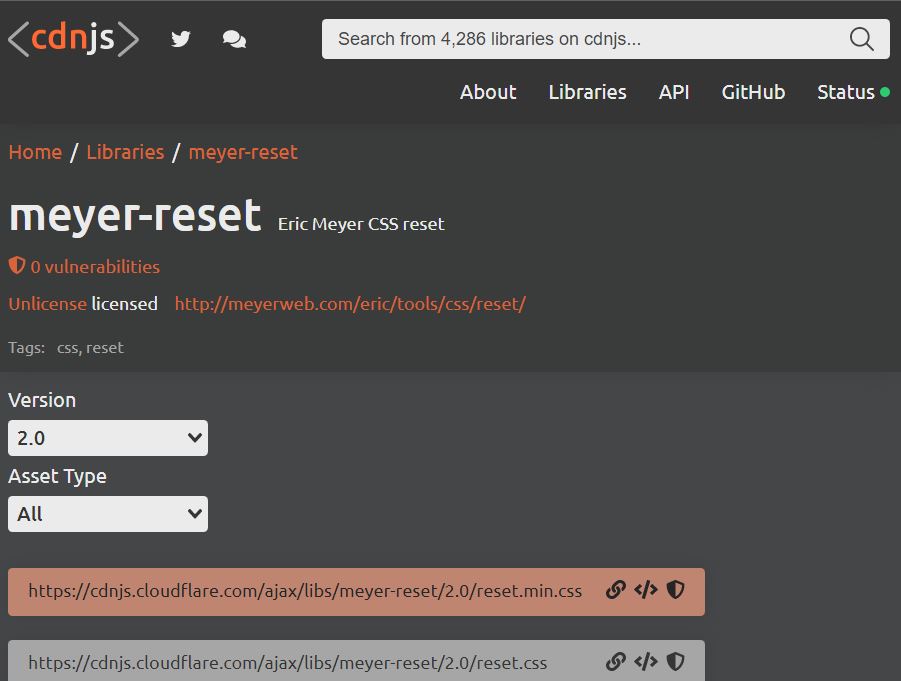 <cdnjs>
Search from 4,286 libraries on cdnjs...
About Libraries API GitHub Status
Home / Libraries / meyer-reset
meyer-reset Eric Meyer CSS reset
0 vulnerabilities
Unlicense licensed http://meyerweb.com/eric/tools/css/reset/
Tags: css, reset
Version
2.0
Asset Type
All
https://cdnjs.cloudflare.com/ajax/libs/meyer-reset/2.0/reset.min.css
https://cdnjs.cloudflare.com/ajax/libs/meyer-reset/2.0/reset.css